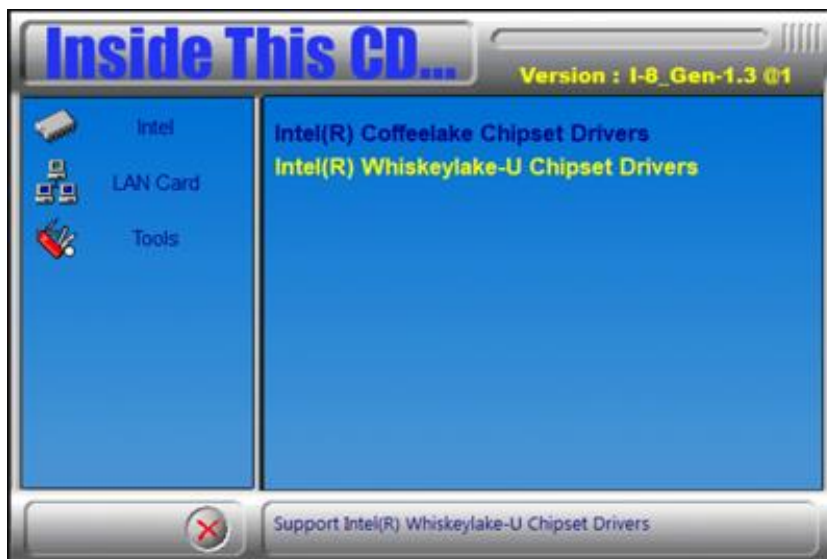 Inside This CD...
Version : I-8_Gen-1.3 @1
Intel
LAN Card
Tools
Intel(R) Coffeelake Chipset Drivers
Intel(R) Whiskeylake-U Chipset Drivers
Support Intel(R) Whiskeylake-U Chipset Drivers